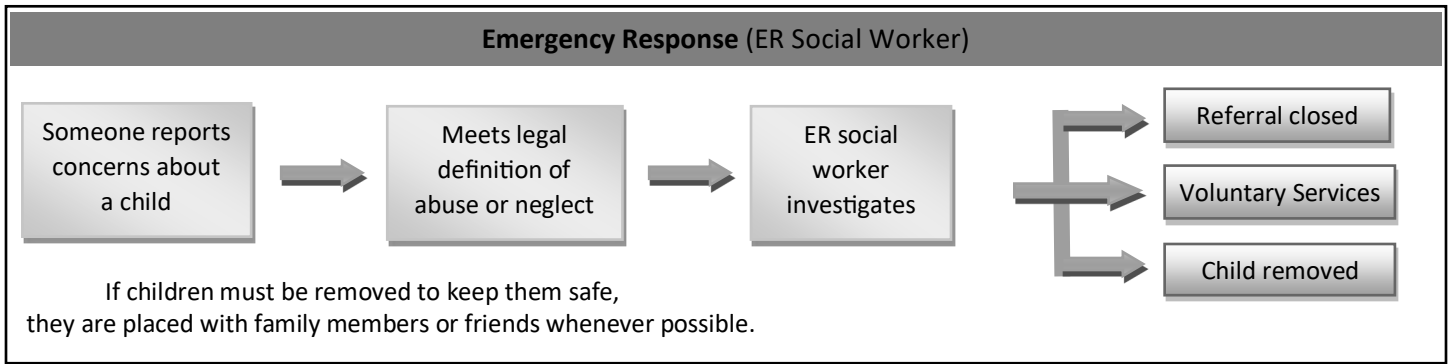 Emergency Response (ER Social Worker)
Someone reports
concerns about
a child
Meets legal
definition of
abuse or neglect
ER social
worker
investigates
Referral closed
Voluntary Services
Child removed
If children must be removed to keep them safe,
they are placed with family members or friends whenever possible.